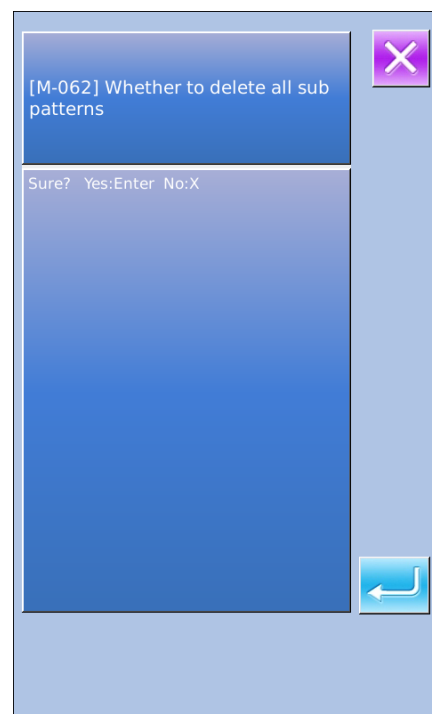 [M-062] Whether to delete all sub
patterns
Sure? Yes:Enter No:X